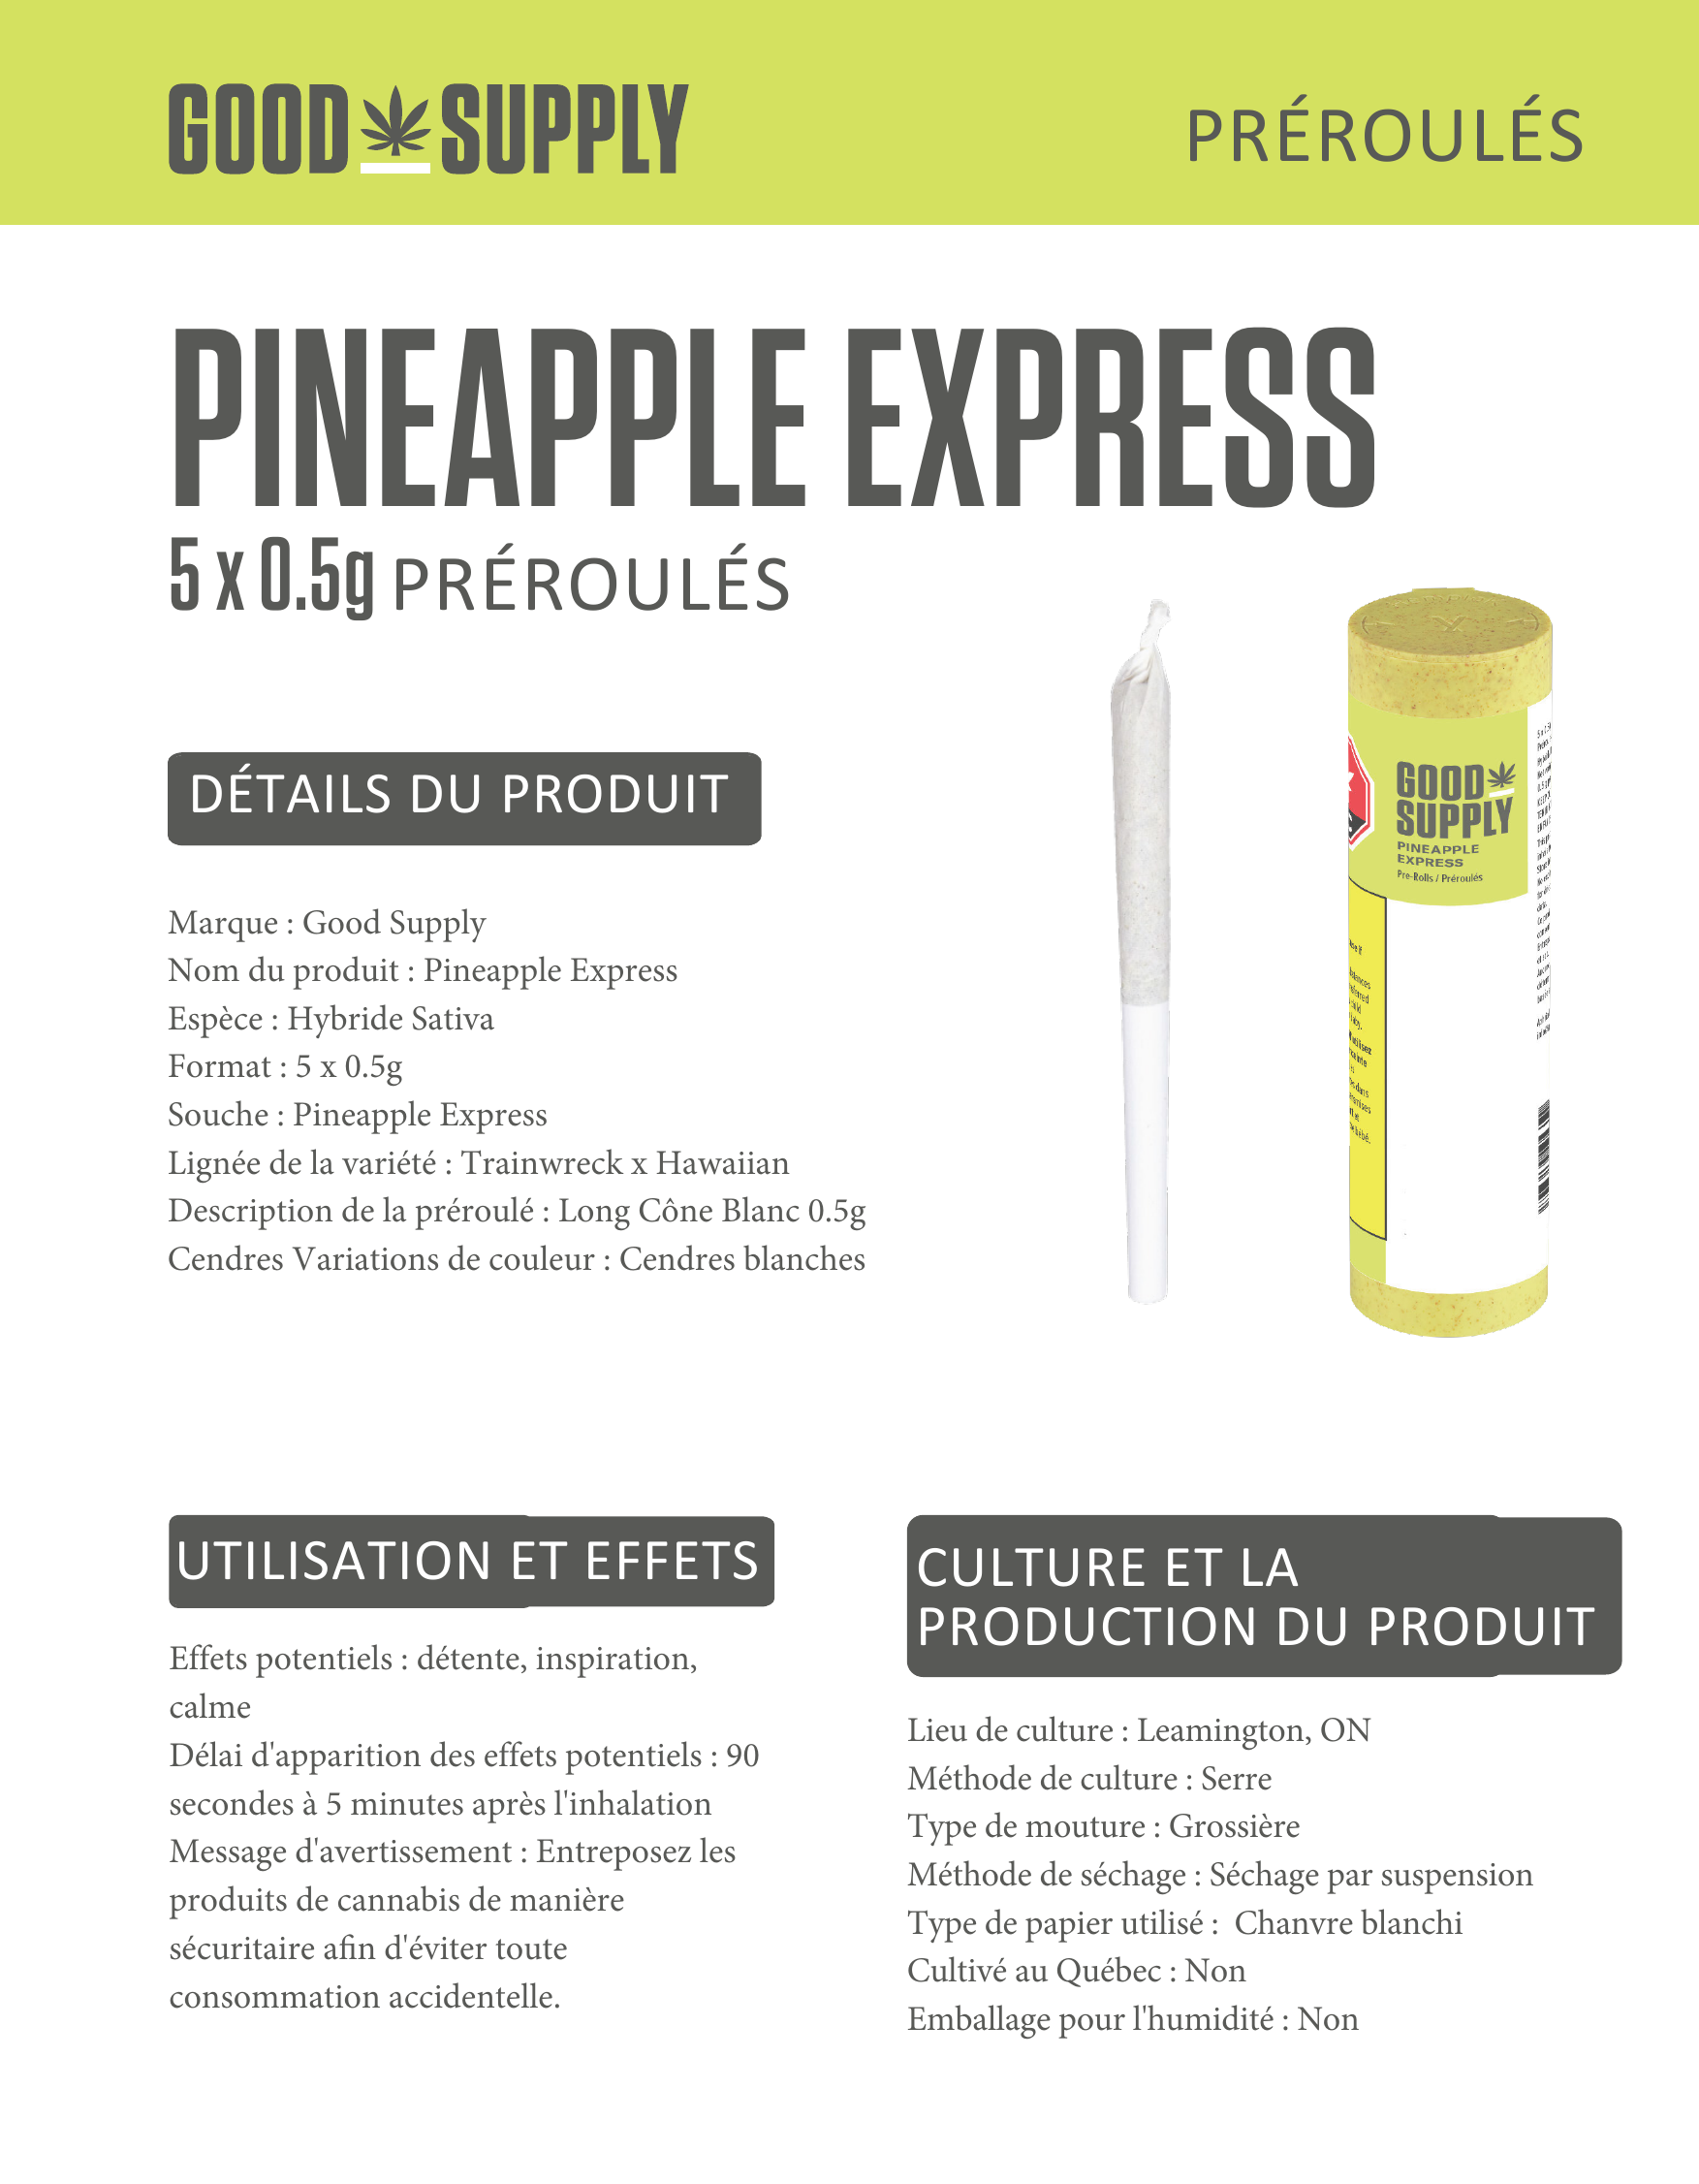 GOOD SUPPLY
PRÉROULÉS
PINEAPPLE EXPRESS
5 x 0.5g PRÉROULÉS
GOOD
SUPPLY
PINEAPPLE
EXPRESS
Pre-Rolls / Préroulés
DÉTAILS DU PRODUIT
Marque : Good Supply
Nom du produit : Pineapple Express
Espèce : Hybride Sativa
Format : 5 x 0.5g
Souche : Pineapple Express
Lignée de la variété : Trainwreck x Hawaiian
Description de la préroulé : Long Cône Blanc 0.5g
Cendres Variations de couleur : Cendres blanches
UTILISATION ET EFFETS
Effets potentiels : détente, inspiration,
calme
Délai d'apparition des effets potentiels : 90
secondes à 5 minutes après l'inhalation
Message d'avertissement : Entreposez les
produits de cannabis de manière
sécuritaire afin d'éviter toute
consommation accidentelle.
CULTURE ET LA
PRODUCTION DU PRODUIT
Lieu de culture : Leamington, ON
Méthode de culture : Serre
Type de mouture : Grossière
Méthode de séchage : Séchage par suspension
Type de papier utilisé :  Chanvre blanchi
Cultivé au Québec : Non
Emballage pour l'humidité : Non